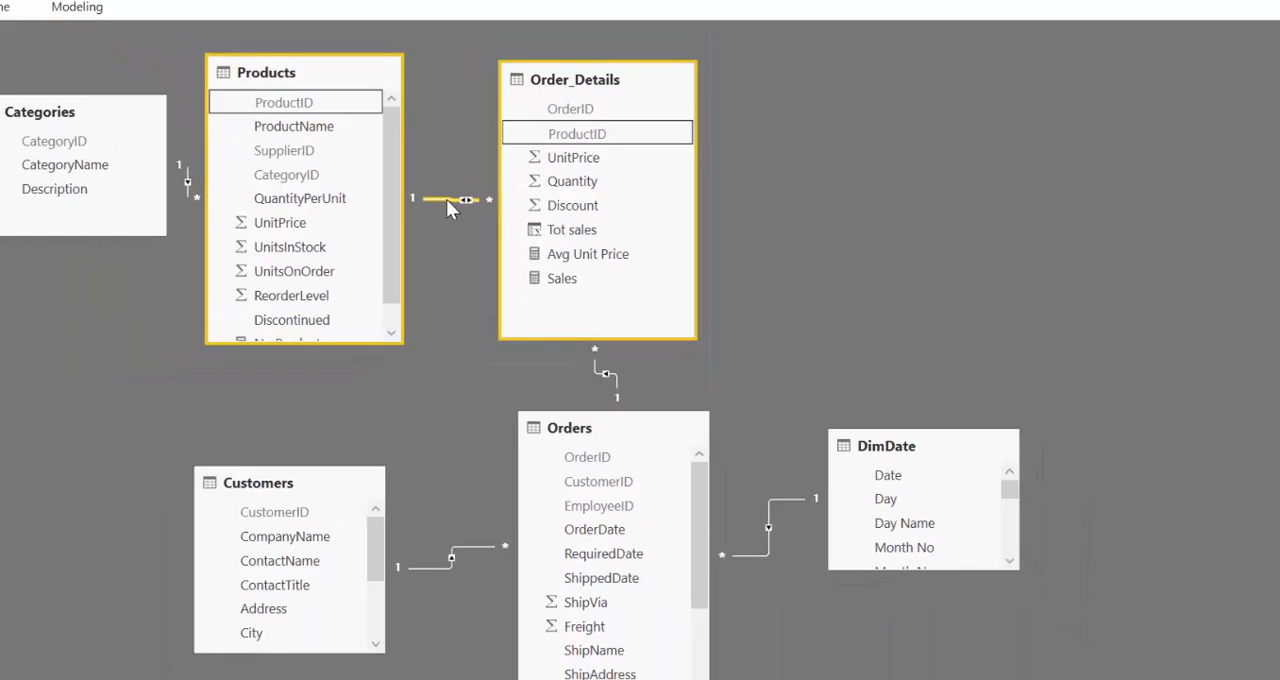 ne Modeling
Categories
CategoryID
CategoryName
Description
1
*
Products
ProductID
ProductName
SupplierID
CategoryID
QuantityPerUnit
UnitPrice
UnitsInStock
UnitsOnOrder
ReorderLevel
Discontinued
1
*
Order_Details
OrderID
ProductID
UnitPrice
Quantity
Discount
Tot sales
Avg Unit Price
Sales
*
1
Customers
CustomerID
CompanyName
ContactName
ContactTitle
Address
City
1
*
Orders
OrderID
CustomerID
EmployeeID
OrderDate
RequiredDate
ShippedDate
ShipVia
Freight
ShipName
ShipAddress
*
1
DimDate
Date
Day
Day Name
Month No